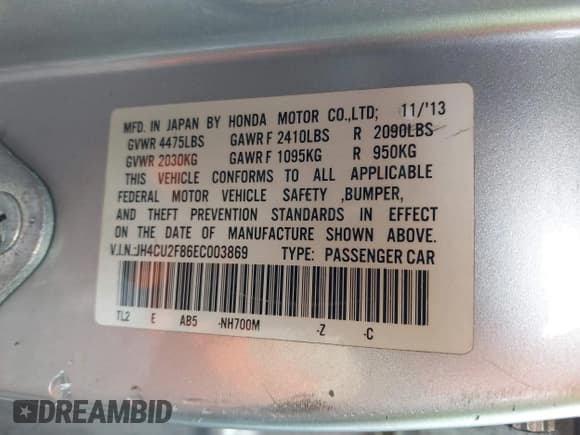 MFD. IN JAPAN BY HONDA MOTOR CO.,LTD; 11/'13
GVWR 4475LBS GAWR F 2410LBS R 2090LBS
GVWR 2030KG GAWR F 1095KG R 950KG
THIS VEHICLE CONFORMS TO ALL APPLICABLE
FEDERAL MOTOR VEHICLE SAFETY ,BUMPER,
AND THEFT PREVENTION STANDARDS IN EFFECT
ON THE DATE OF MANUFACTURE SHOWN ABOVE.
V.I.N.:JH4CU2F86EC003869 TYPE: PASSENGER CAR
TL2 E AB5 -NH700M -Z -C
DREAMBID